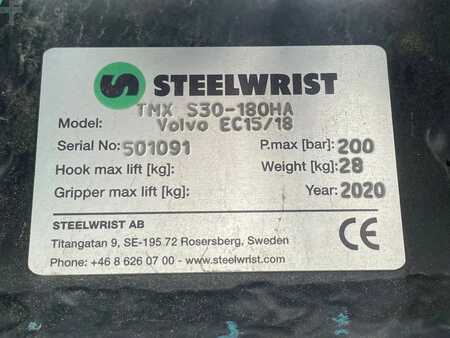 STEELWRIST
TMX S30-180HA
Model: Volvo EC15/18
Serial No: 501091 P.max [bar]: 200
Hook max lift [kg]: Weight [kg]: 28
Gripper max lift [kg]: Year: 2020
STEELWRIST AB
Titangatan 9, SE-195 72 Rosersberg, Sweden
Phone: +46 8 626 07 00 - www.steelwrist.com
CE